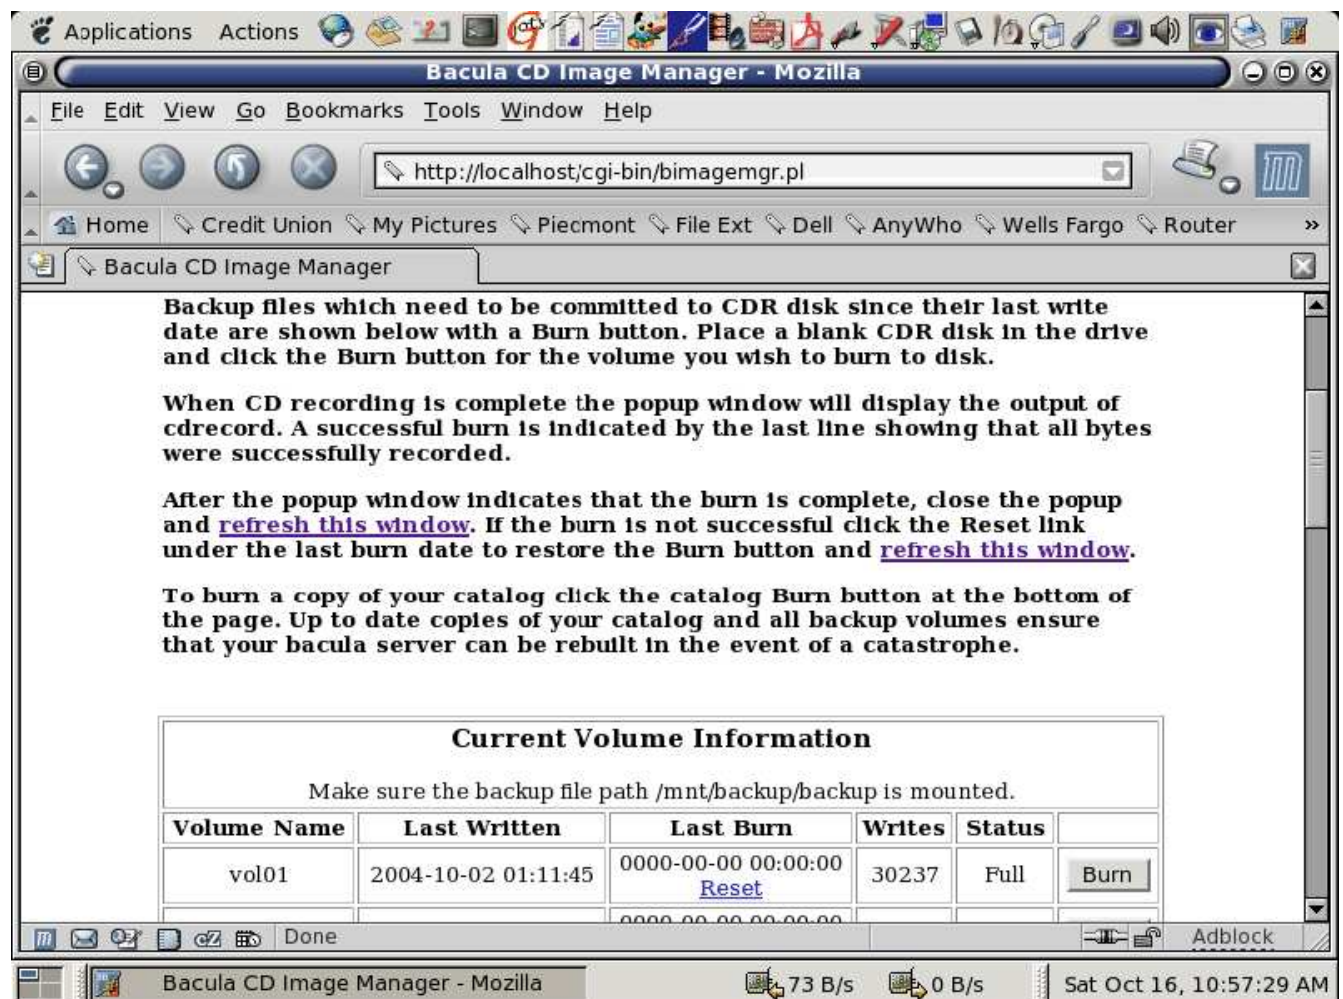 Applications Actions
Bacula CD Image Manager - Mozilla
File Edit View Go Bookmarks Tools Window Help
http://localhost/cgi-bin/bimagemgr.pl
Home Credit Union My Pictures Piecmont File Ext Dell AnyWho Wells Fargo Router »
Bacula CD Image Manager
Backup files which need to be committed to CDR disk since their last write
date are shown below with a Burn button. Place a blank CDR disk in the drive
and click the Burn button for the volume you wish to burn to disk.
When CD recording is complete the popup window will display the output of
cdrecord. A successful burn is indicated by the last line showing that all bytes
were successfully recorded.
After the popup window indicates that the burn is complete, close the popup
and refresh this window. If the burn is not successful click the Reset link
under the last burn date to restore the Burn button and refresh this window.
To burn a copy of your catalog click the catalog Burn button at the bottom of
the page. Up to date copies of your catalog and all backup volumes ensure
that your bacula server can be rebuilt in the event of a catastrophe.
Current Volume Information
Make sure the backup file path /mnt/backup/backup is mounted.
Volume Name Last Written Last Burn Writes Status
vol01 2004-10-02 01:11:45 0000-00-00 00:00:00 30237 Full Burn
Reset
0000-00-00 00:00:00
Done Adblock
Bacula CD Image Manager - Mozilla 73 B/s 0 B/s Sat Oct 16, 10:57:29 AM